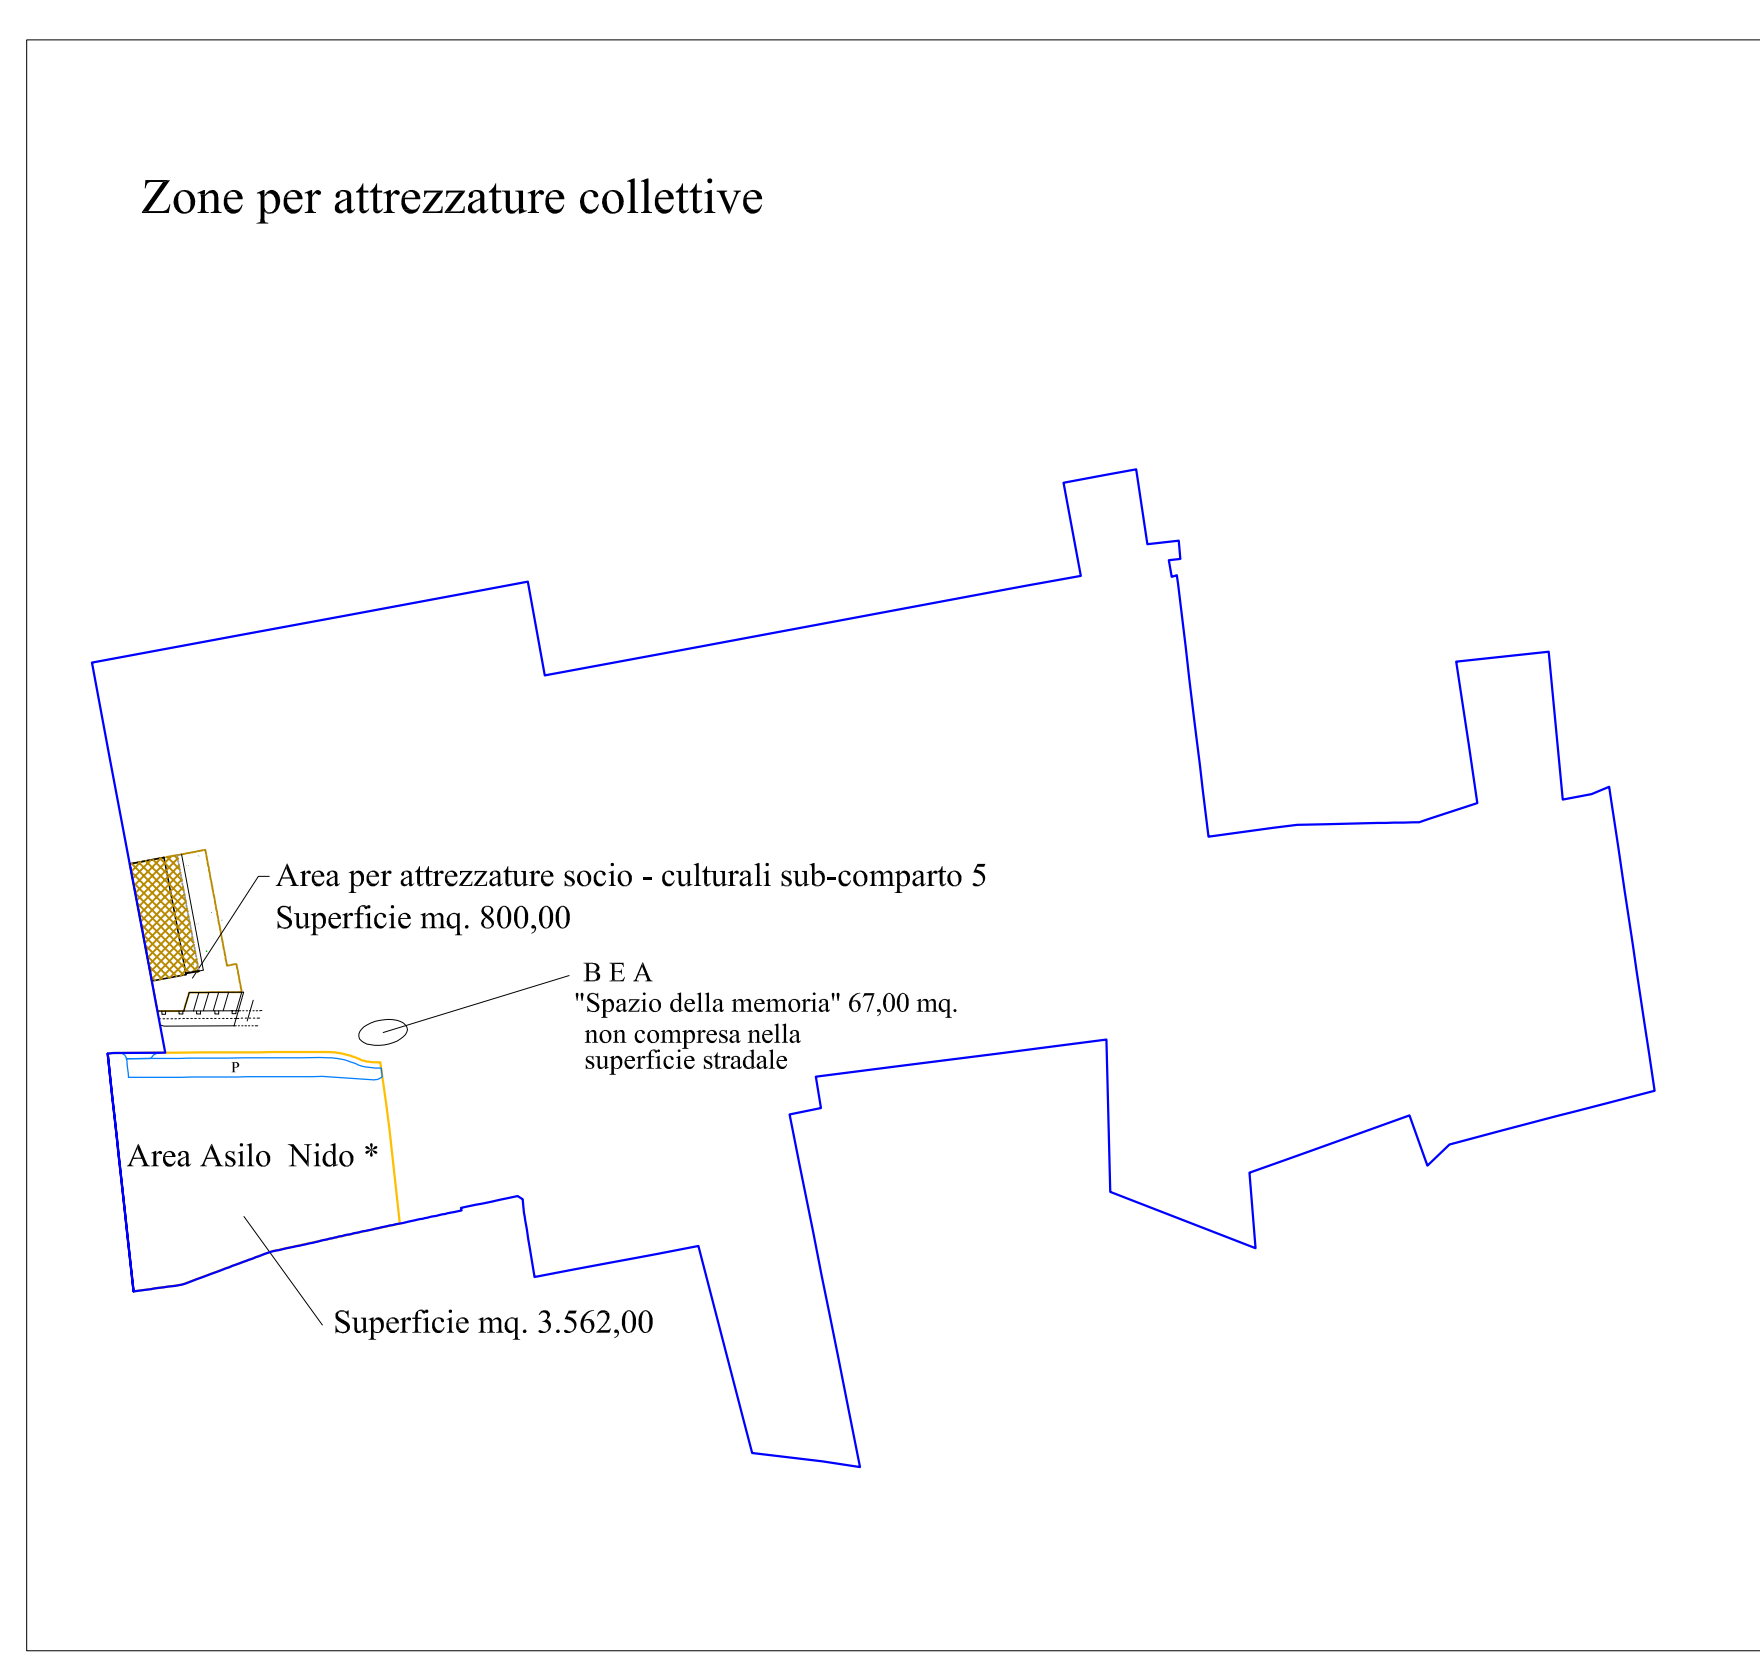 Zone per attrezzature collettive
Area per attrezzature socio - culturali sub-comparto 5
Superficie mq. 800,00
B E A
"Spazio della memoria" 67,00 mq.
non compresa nella
superficie stradale
P
Area Asilo Nido *
Superficie mq. 3.562,00